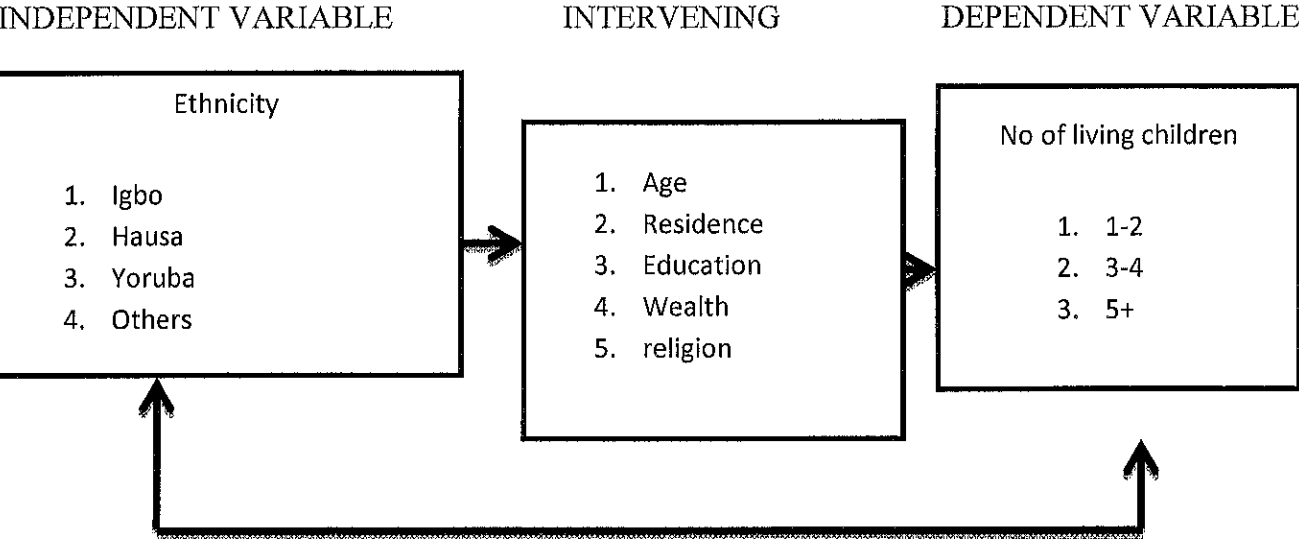 INDEPENDENT VARIABLE
INTERVENING
DEPENDENT VARIABLE
Ethnicity
1. Igbo
2. Hausa
3. Yoruba
4. Others
1. Age
2. Residence
3. Education
4. Wealth
5. religion
No of living children
1. 1-2
2. 3-4
3. 5+